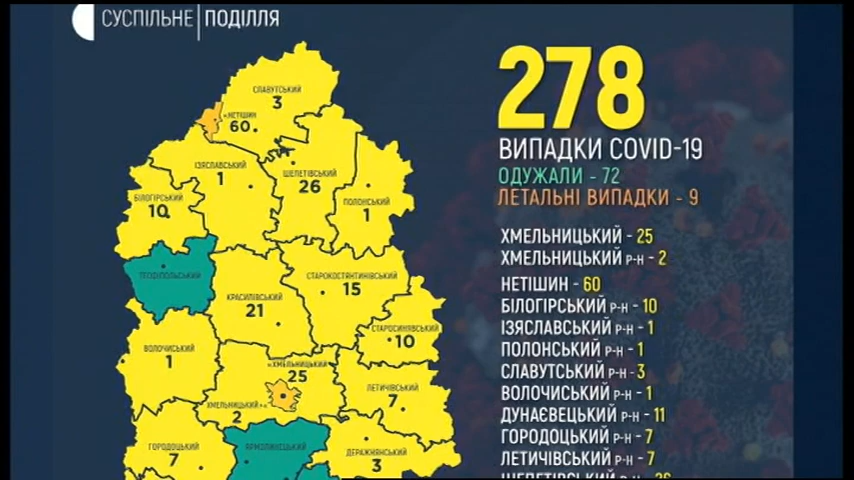 СУСПІЛЬНЕ | ПОДІЛЛЯ
278
ВИПАДКИ COVID-19
ОДУЖАЛИ - 72
ЛЕТАЛЬНІ ВИПАДКИ - 9
ХМЕЛЬНИЦЬКИЙ - 25
ХМЕЛЬНИЦЬКИЙ Р-Н - 2
НЕТІШИН - 60
БІЛОГІРСЬКИЙ Р-Н - 10
ІЗЯСЛАВСЬКИЙ Р-Н - 1
ПОЛОНСЬКИЙ Р-Н - 1
СЛАВУТСЬКИЙ Р-Н - 3
ВОЛОЧИСЬКИЙ Р-Н - 1
ДУНАЄВЕЦЬКИЙ Р-Н - 11
ГОРОДОЦЬКИЙ Р-Н - 7
ЛЕТИЧІВСЬКИЙ Р-Н - 7
ШЕПЕТІВСЬКИЙ Р-Н - 26
СЛАВУТСЬКИЙ
3
м.НЕТІШИН
60
ІЗЯСЛАВСЬКИЙ
1
ШЕПЕТІВСЬКИЙ
26
БІЛОГІРСЬКИЙ
10
ПОЛОНСЬКИЙ
1
ТЕОФІПОЛЬСЬКИЙ
СТАРОКОСТЯНТИНІВСЬКИЙ
15
КРАСИЛІВСЬКИЙ
21
СТАРОСИНЯВСЬКИЙ
10
ВОЛОЧИСЬКИЙ
1
м.ХМЕЛЬНИЦЬКИЙ
25
ЛЕТИЧІВСЬКИЙ
7
ХМЕЛЬНИЦЬКИЙ Р-Н
2
ГОРОДОЦЬКИЙ
7
ЯРМОЛИНСЬКИЙ
ДЕРАЖНЯНСЬКИЙ
3